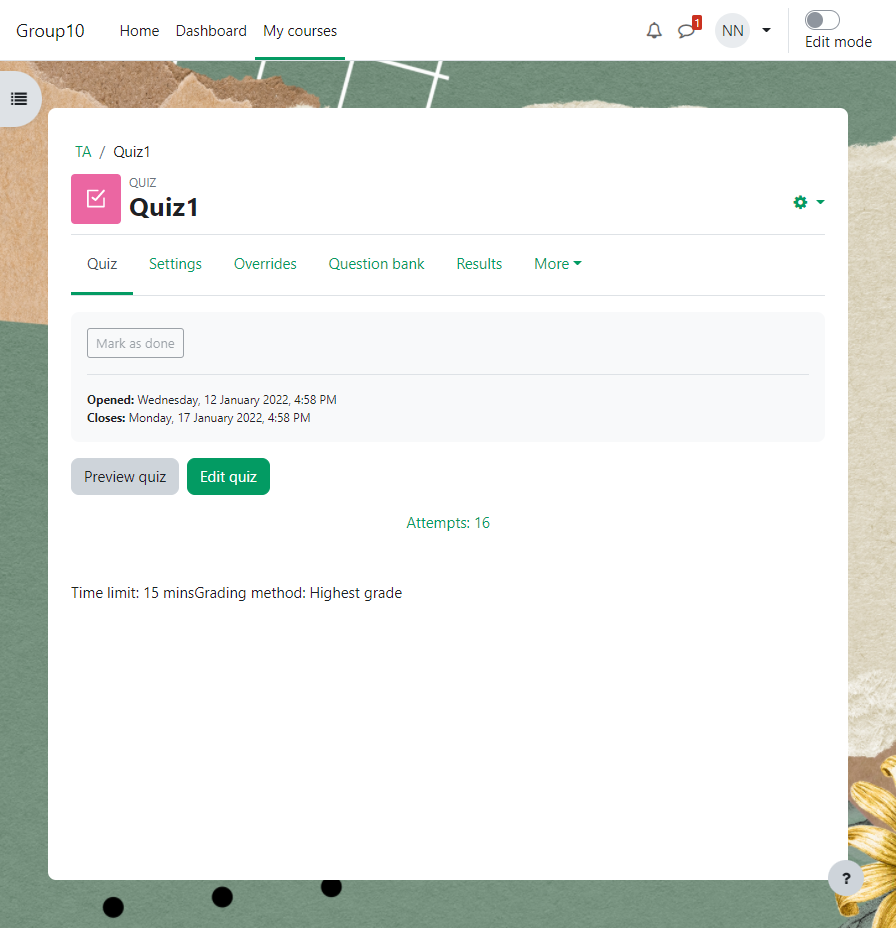 Group10 Home Dashboard My courses 1 NN Edit mode
TA / Quiz1
QUIZ
Quiz1
Quiz Settings Overrides Question bank Results More
Mark as done
Opened: Wednesday, 12 January 2022, 4:58 PM
Closes: Monday, 17 January 2022, 4:58 PM
Preview quiz Edit quiz
Attempts: 16
Time limit: 15 minsGrading method: Highest grade
?